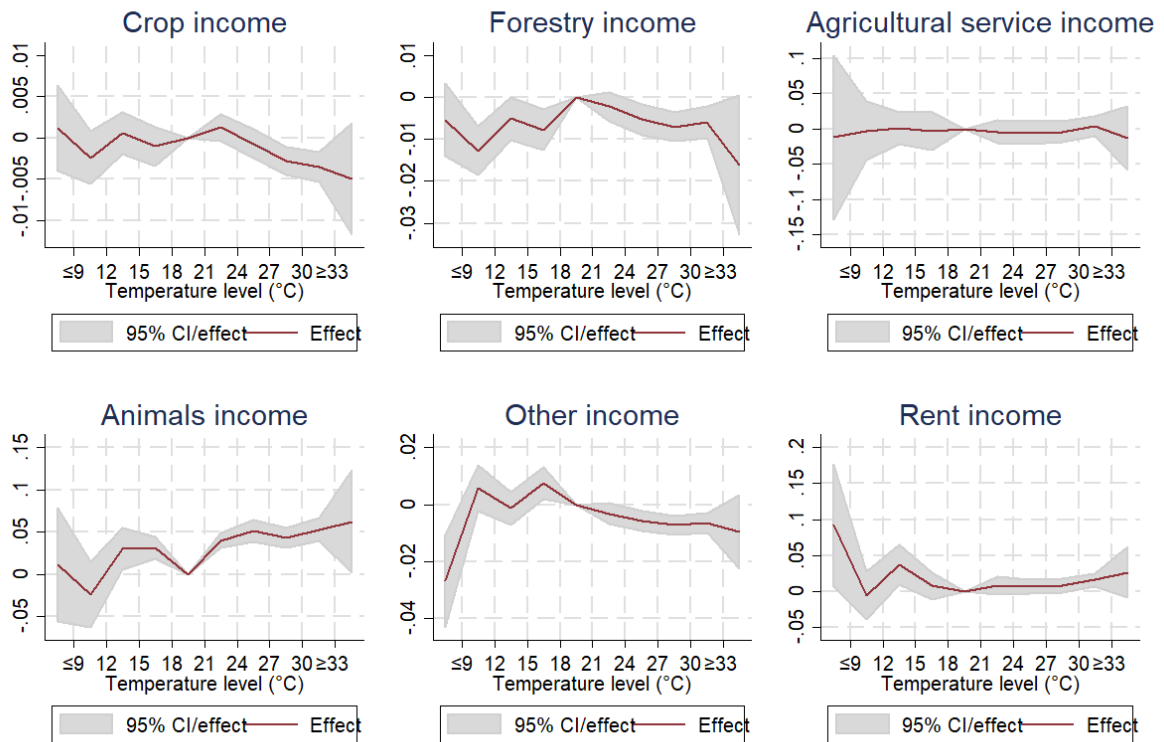 Crop income
.01
.005
0
-.005
-.01
≤9 12 15 18 21 24 27 30 ≥33
Temperature level (°C)
95% CI/effect Effect
Forestry income
.01
0
-.01
-.02
-.03
≤9 12 15 18 21 24 27 30 ≥33
Temperature level (°C)
95% CI/effect Effect
Agricultural service income
.1
.05
0
-.05
-.1
-.15
≤9 12 15 18 21 24 27 30 ≥33
Temperature level (°C)
95% CI/effect Effect
Animals income
.15
.1
.05
0
-.05
≤9 12 15 18 21 24 27 30 ≥33
Temperature level (°C)
95% CI/effect Effect
Other income
.02
0
-.02
-.04
≤9 12 15 18 21 24 27 30 ≥33
Temperature level (°C)
95% CI/effect Effect
Rent income
.2
.15
.1
.05
0
-.05
≤9 12 15 18 21 24 27 30 ≥33
Temperature level (°C)
95% CI/effect Effect